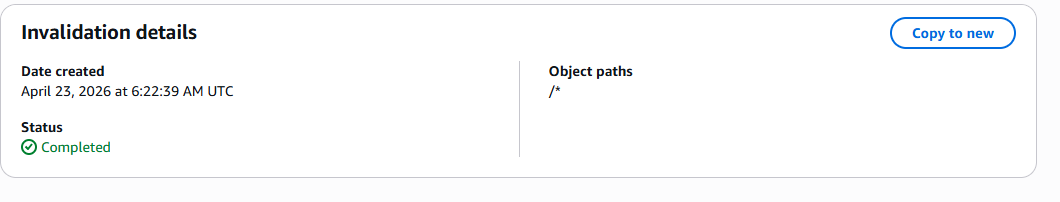 Invalidation details
Copy to new
Date created
April 23, 2026 at 6:22:39 AM UTC
Status
Completed
Object paths
/*